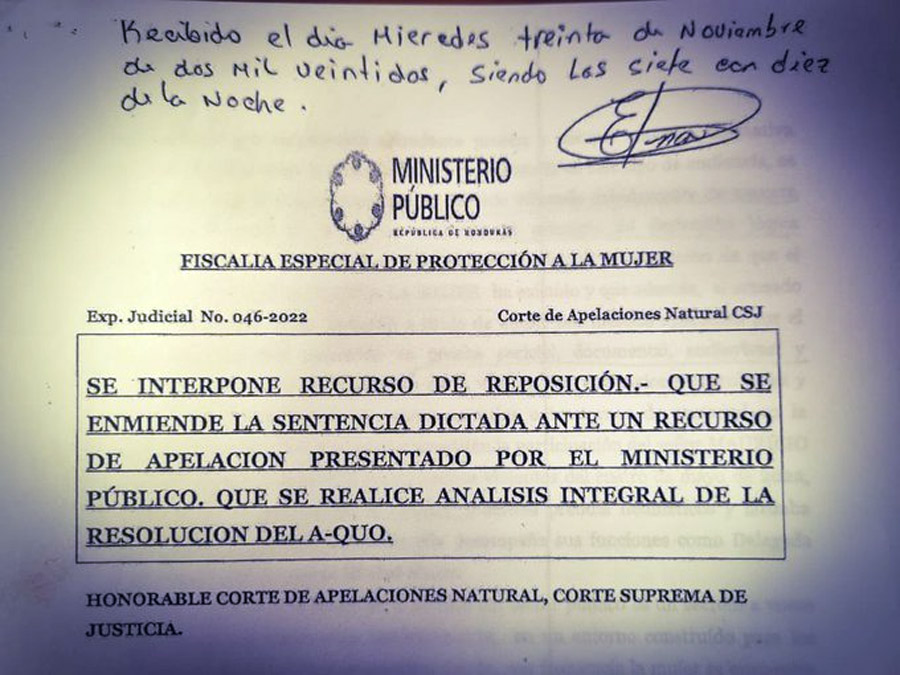 Recibido el dia Mieredes treinta de Noviembre
de dos Mil veintidos, siendo las siete con diez
de la Noche.
MINISTERIO
PÚBLICO
REPÚBLICA DE HONDURAS
FISCALIA ESPECIAL DE PROTECCIÓN A LA MUJER
Exp. Judicial No. 046-2022 Corte de Apelaciones Natural CSJ
SE INTERPONE RECURSO DE REPOSICIÓN.- QUE SE
ENMIENDE LA SENTENCIA DICTADA ANTE UN RECURSO
DE APELACION PRESENTADO POR EL MINISTERIO
PÚBLICO. QUE SE REALICE ANALISIS INTEGRAL DE LA
RESOLUCION DEL A-QUO.
HONORABLE CORTE DE APELACIONES NATURAL, CORTE SUPREMA DE
JUSTICIA.